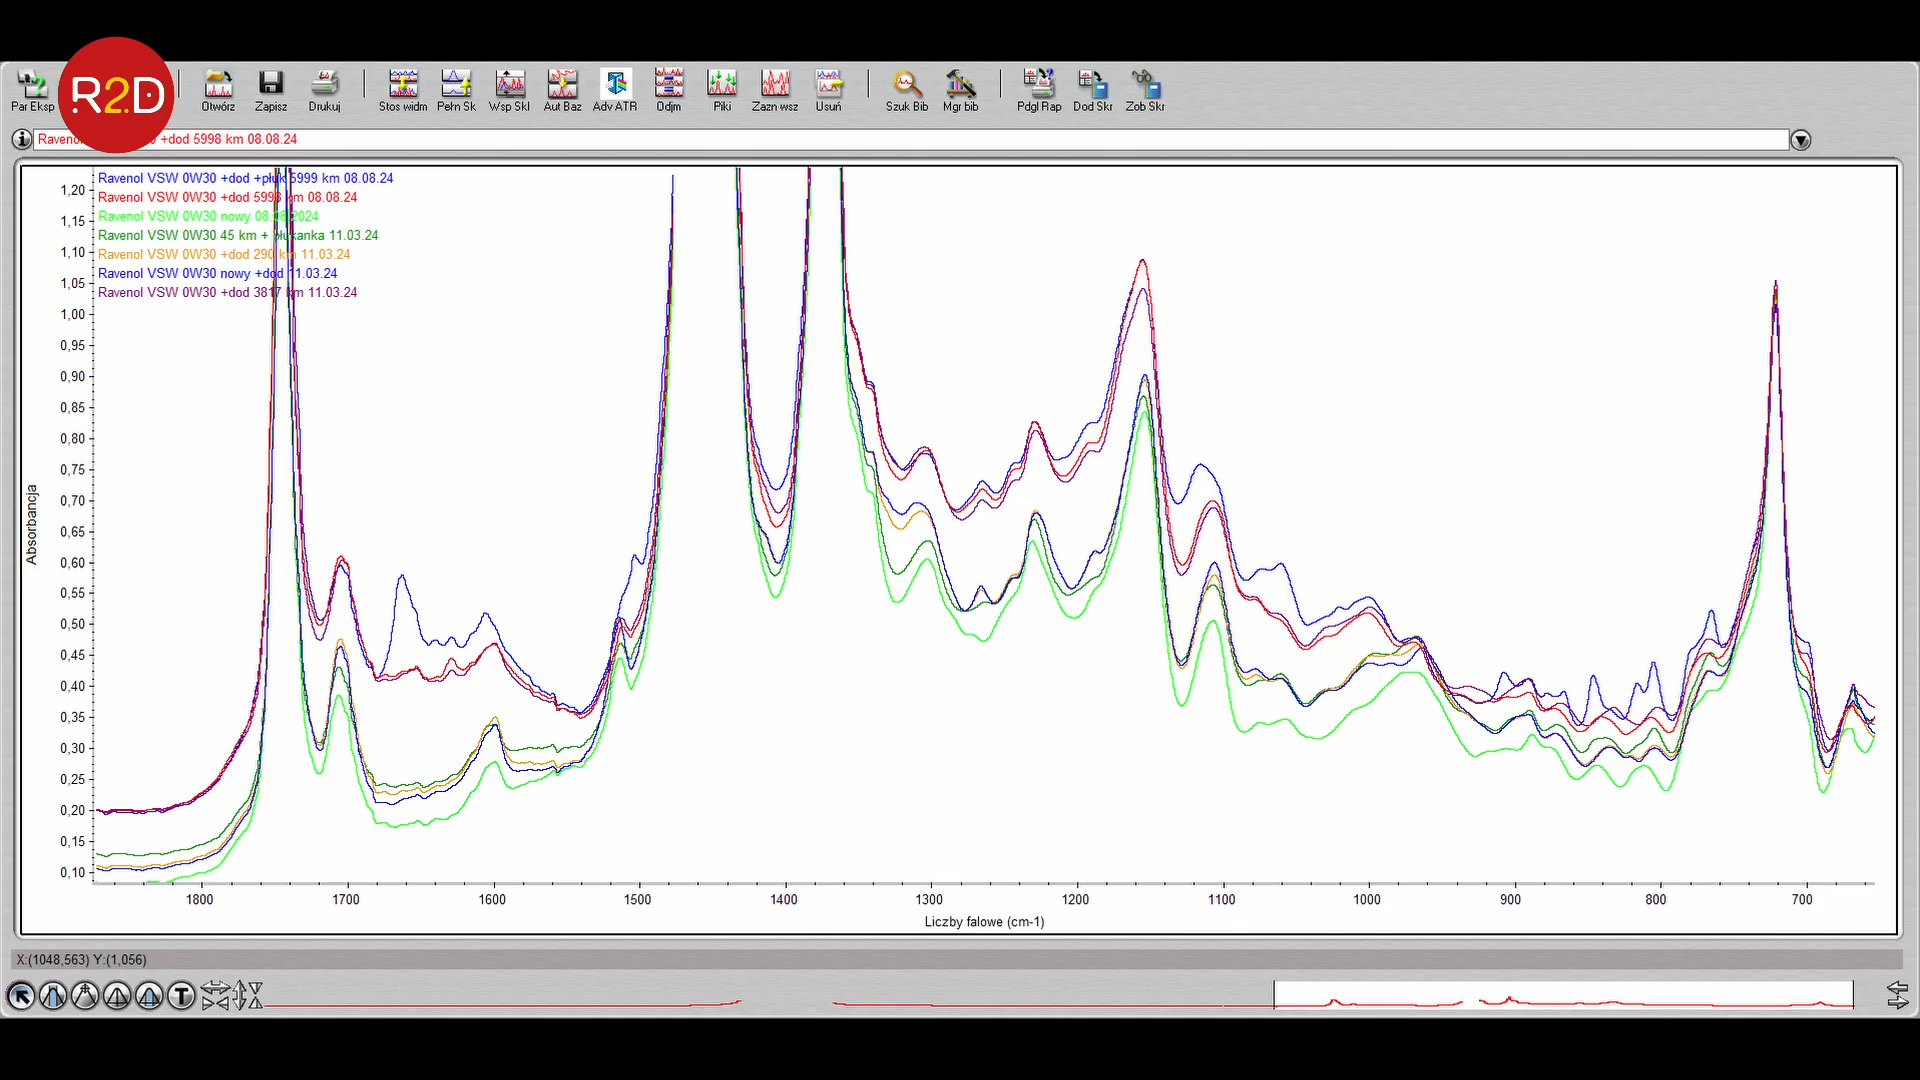 R2D
Par Eksp Otwórz Zapisz Drukuj Stos widm Pełn Sk Wsp Skl Aut Baz Adv ATR Odjm Piki Zazn wsz Usuń Szuk Bib Mgr bib Pdgl Rap Dod Skr Zob Skr
+dod 5998 km 08.08.24
Ravenol VSW 0W30 +dod +płuk 5999 km 08.08.24
Ravenol VSW 0W30 +dod 5998 km 08.08.24
Ravenol VSW 0W30 nowy 08.08.2024
Ravenol VSW 0W30 45 km + płukanka 11.03.24
Ravenol VSW 0W30 +dod 290 km 11.03.24
Ravenol VSW 0W30 nowy +dod 11.03.24
Ravenol VSW 0W30 +dod 3817 km 11.03.24
1,20
1,15
1,10
1,05
1,00
0,95
0,90
0,85
0,80
0,75
0,70
0,65
0,60
0,55
0,50
0,45
0,40
0,35
0,30
0,25
0,20
0,15
0,10
Absorbancja
1800 1700 1600 1500 1400 1300 1200 1100 1000 900 800 700
Liczby falowe (cm-1)
X:(1048,563) Y:(1,056)
T